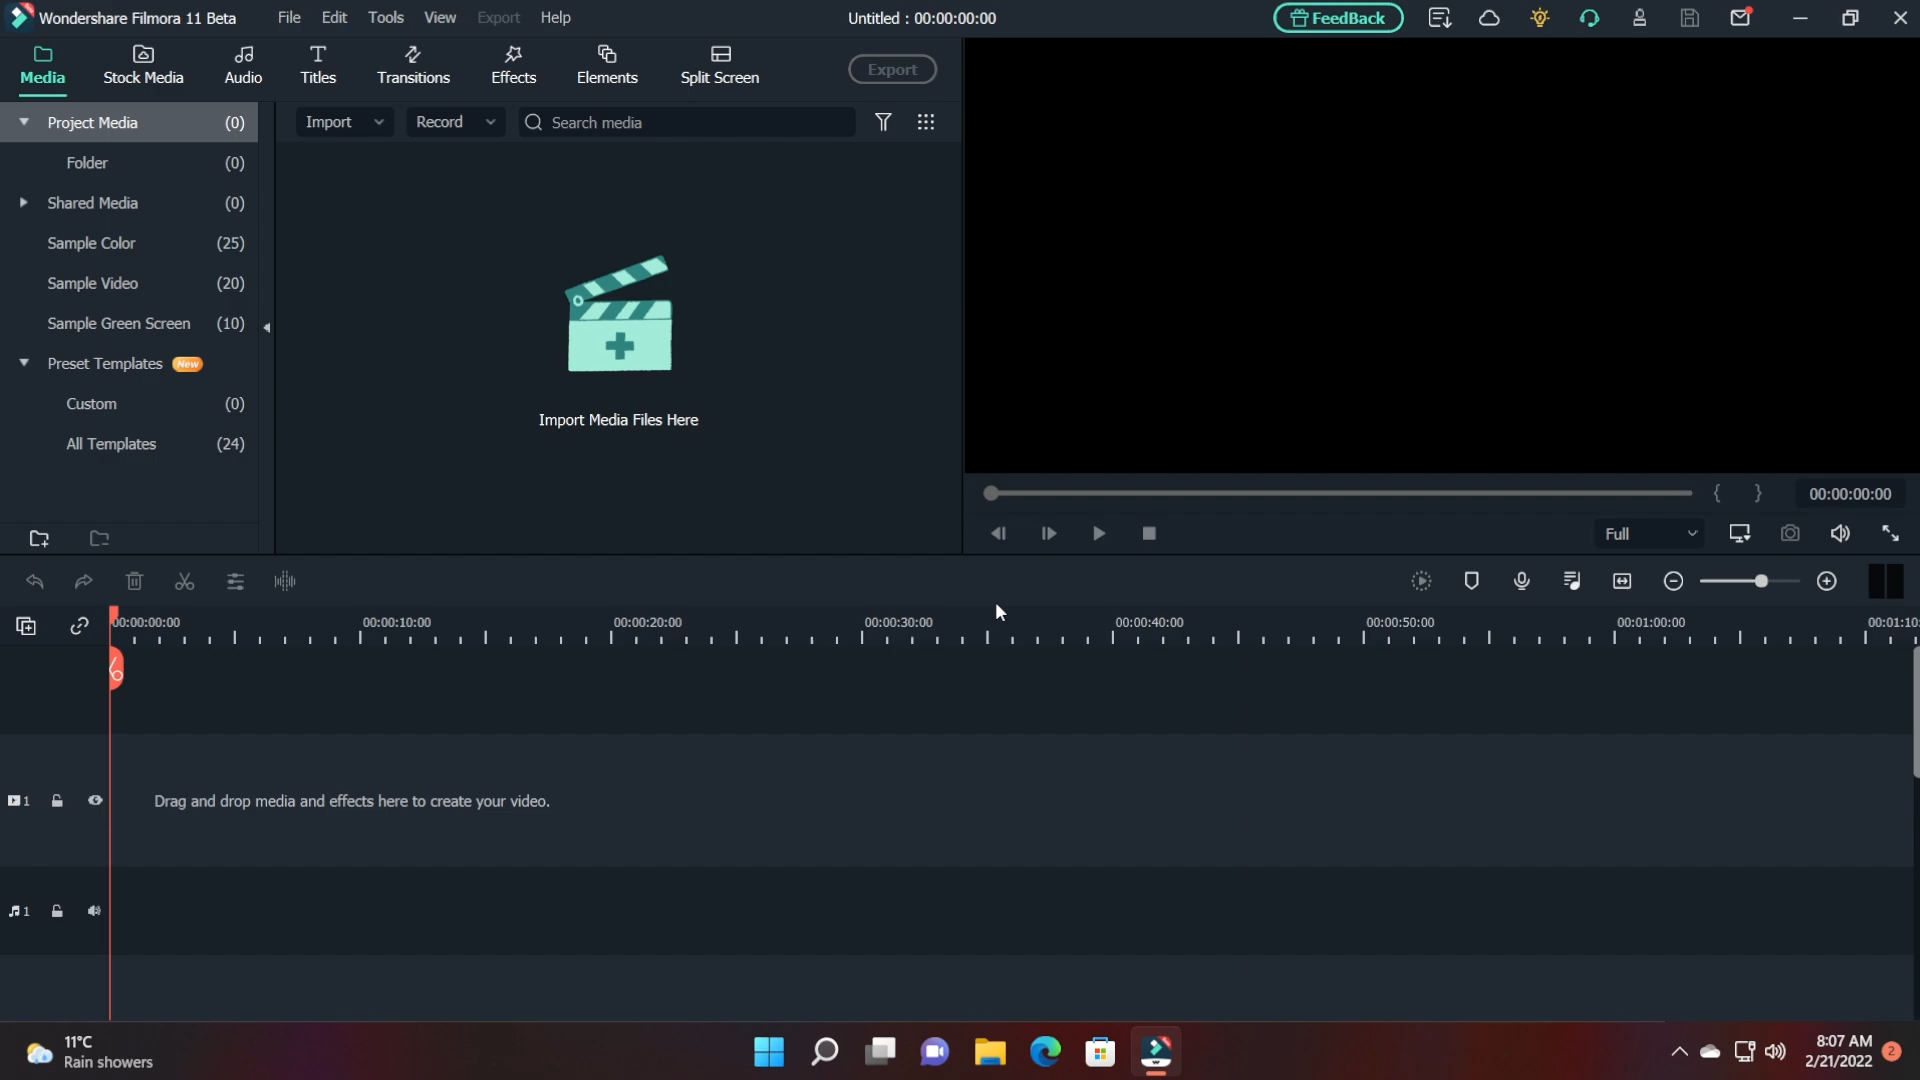 Wondershare Filmora 11 Beta File Edit Tools View Export Help Untitled : 00:00:00:00 FeedBack
Media Stock Media Audio Titles Transitions Effects Elements Split Screen Export
Project Media (0)
Folder (0)
Shared Media (0)
Sample Color (25)
Sample Video (20)
Sample Green Screen (10)
Preset Templates New
Custom (0)
All Templates (24)
Import Record Search media
Import Media Files Here
{ } 00:00:00:00
Full
00:00:00:00 00:00:10:00 00:00:20:00 00:00:30:00 00:00:40:00 00:00:50:00 00:01:00:00 00:01:10:
1 Drag and drop media and effects here to create your video.
1
11°C
Rain showers
8:07 AM
2/21/2022 2